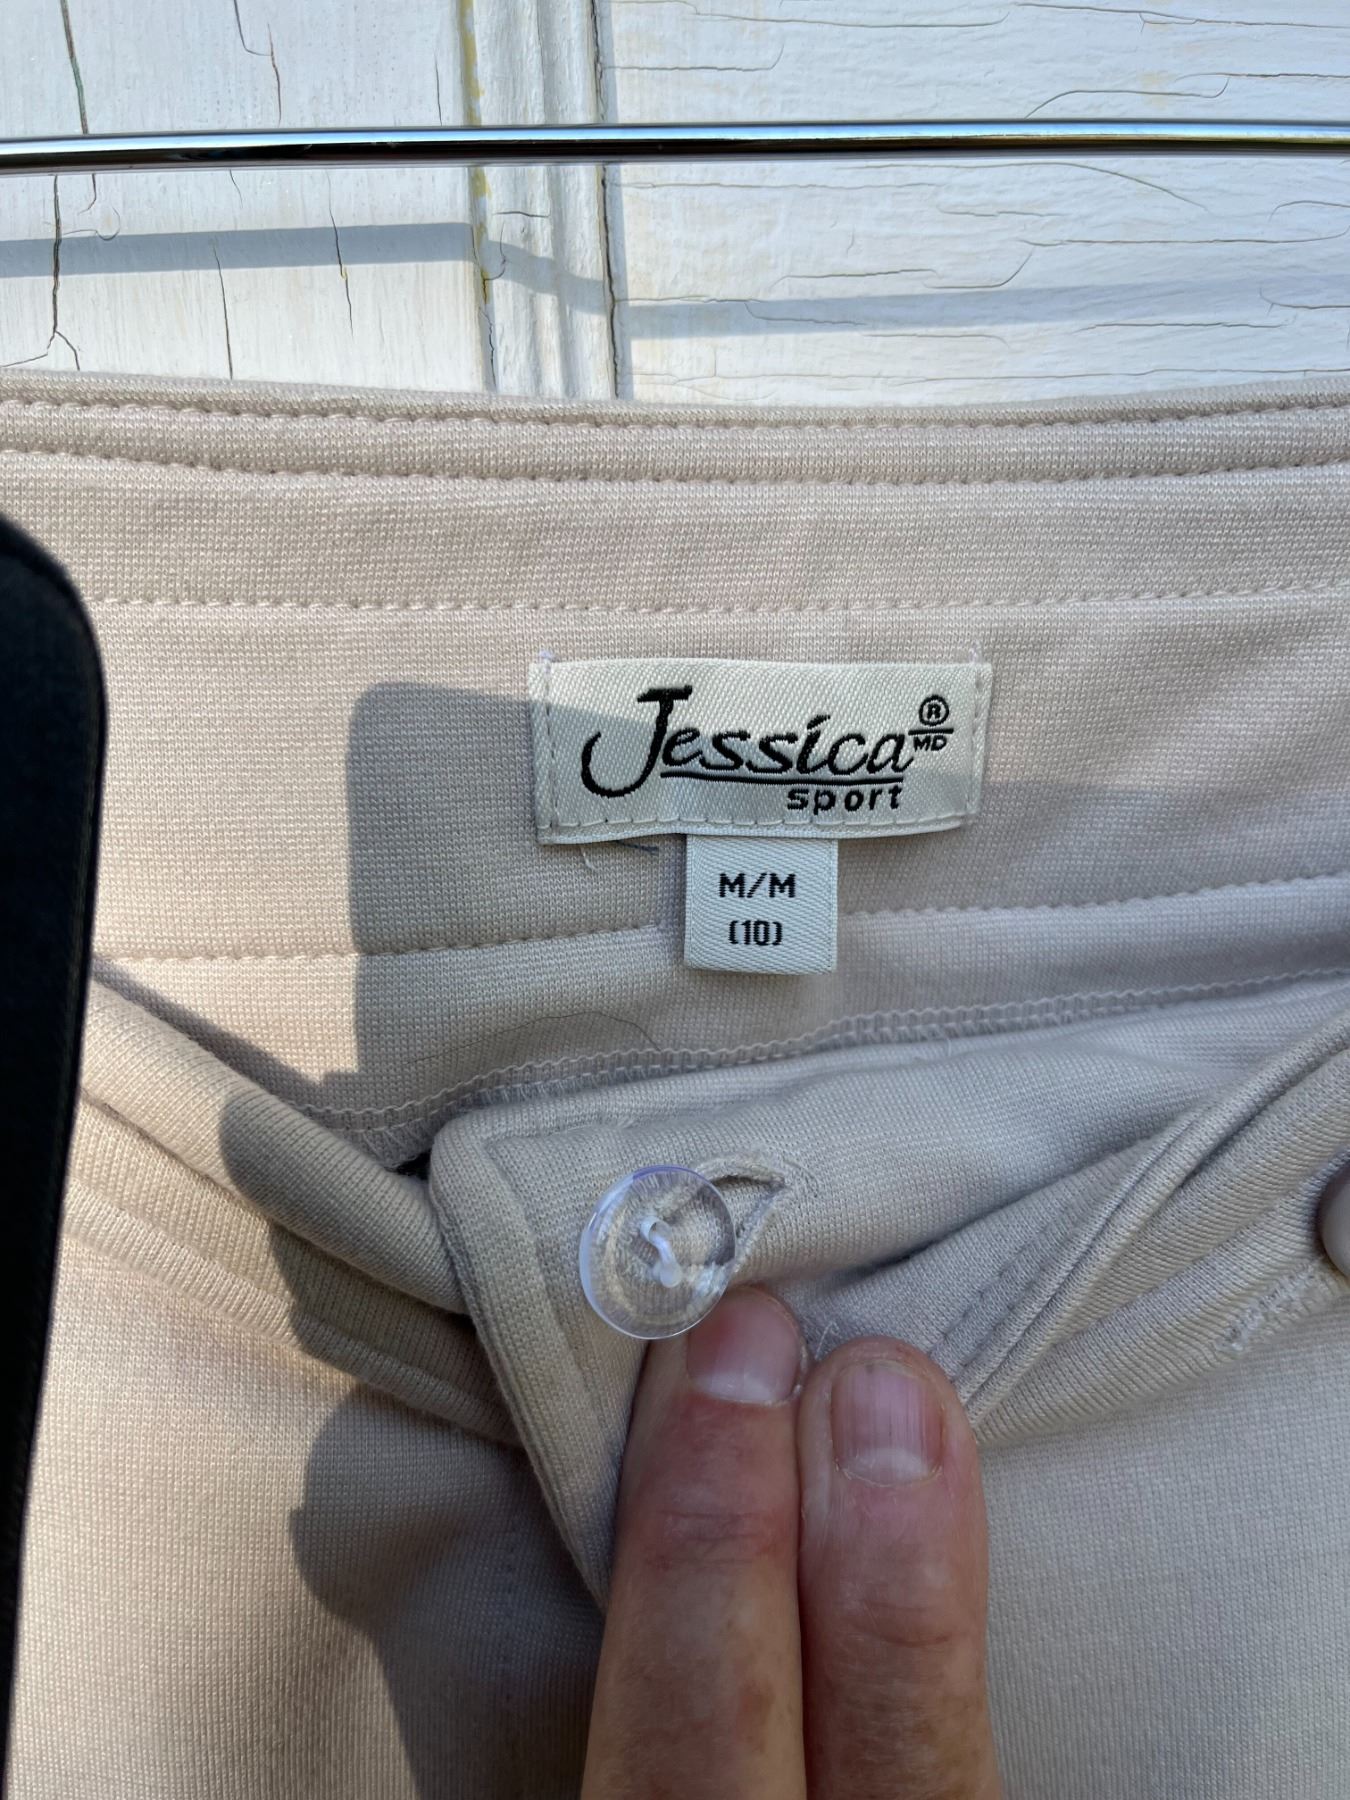 Jessica ® MD
sport
M/M
(10)